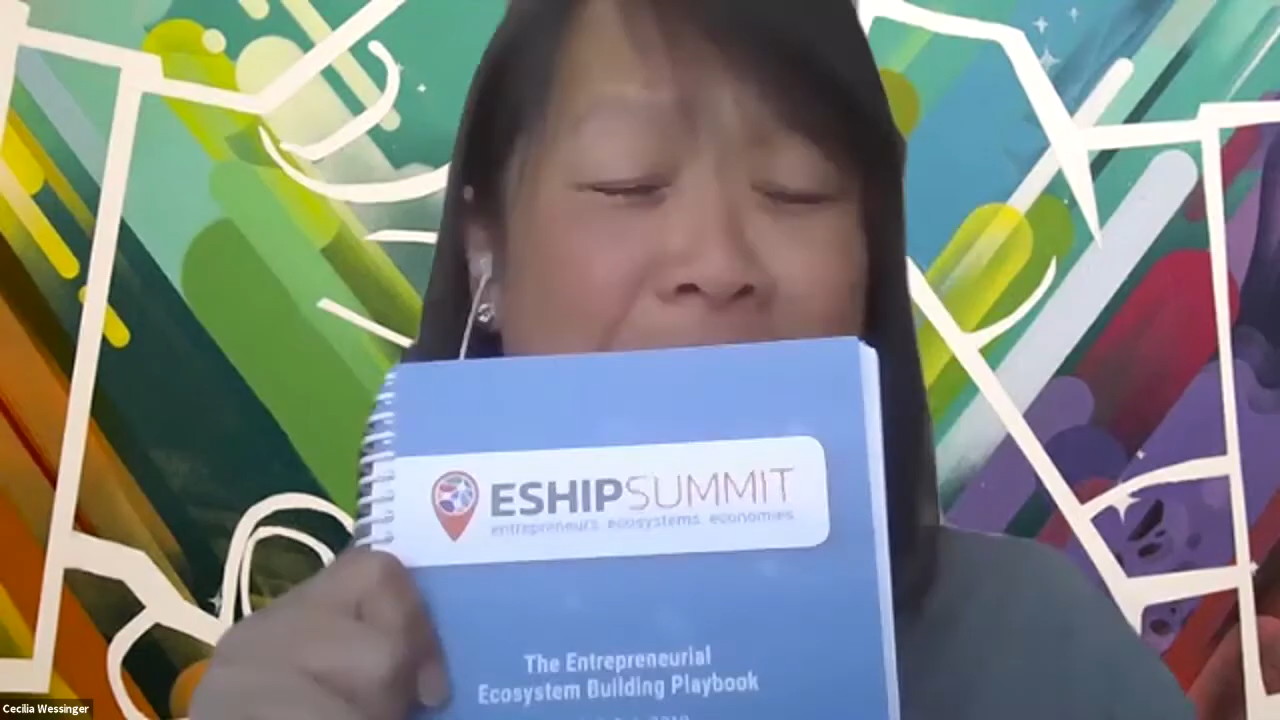 ESHIPSUMMIT
entrepreneurs. ecosystems. economies
The Entrepreneurial
Ecosystem Building Playbook
Cecilia Wessinger